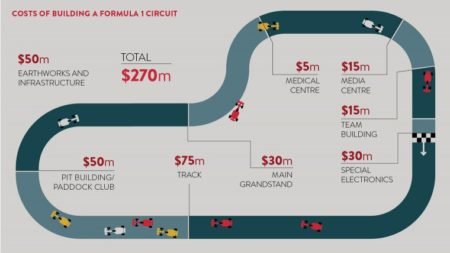 COSTS OF BUILDING A FORMULA 1 CIRCUIT
$50m
EARTHWORKS AND
INFRASTRUCTURE
TOTAL
$270m
$5m
MEDICAL
CENTRE
$15m
MEDIA
CENTRE
$15m
TEAM
BUILDING
$50m
PIT BUILDING/
PADDOCK CLUB
$75m
TRACK
$30m
MAIN
GRANDSTAND
$30m
SPECIAL
ELECTRONICS